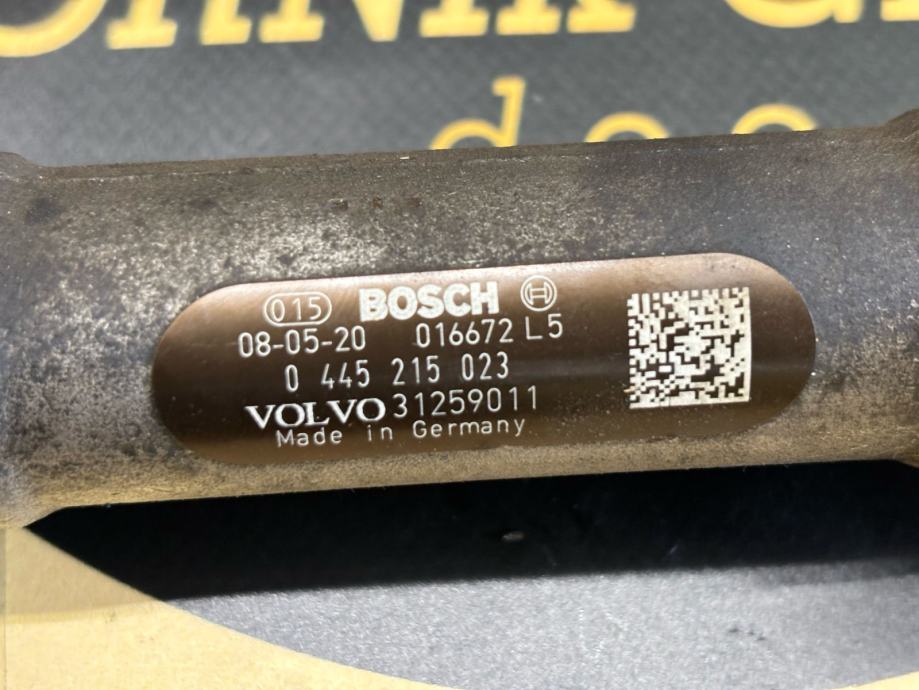 015 BOSCH
08-05-20 016672 L5
0 445 215 023
VOLVO 31259011
Made in Germany